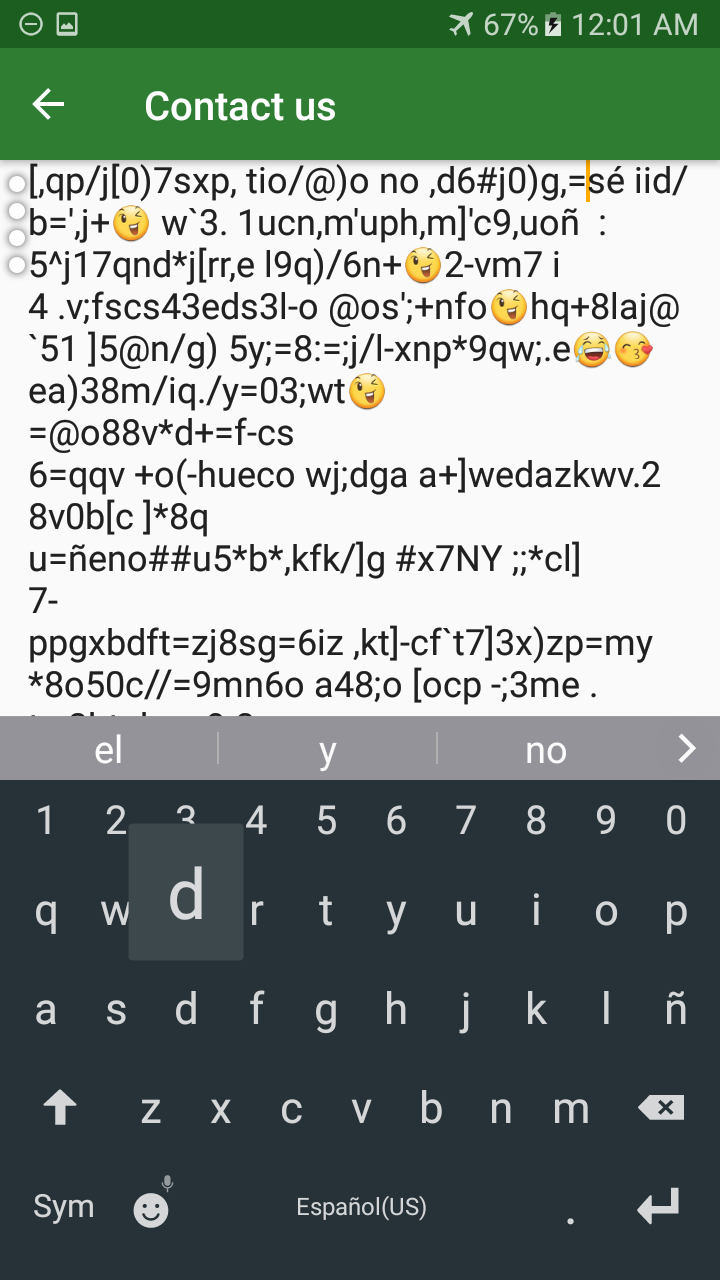 67% 12:01 AM
Contact us
[,qp/j[0)7sxp, tio/@)o no ,d6#j0)g,=sé iid/
b=',j+😉 w`3. 1ucn,m'uph,m]'c9,uoñ  :
5^j17qnd*j[rr,e l9q)/6n+😉2-vm7 i
4 .v;fscs43eds3l-o @os';+nfo😉hq+8laj@
`51 ]5@n/g) 5y;=8:=;j/l-xnp*9qw;.e😂😘
ea)38m/iq./y=03;wt😉
=@o88v*d+=f-cs
6=qqv +o(-hueco wj;dga a+]wedazkwv.2
8v0b[c ]*8q
u=ñeno##u5*b*,kfk/]g #x7NY ;;*cl]
7-
ppgxbdft=zj8sg=6iz ,kt]-cf`t7]3x)zp=my
*8o50c//=9mn6o a48;o [ocp -;3me .
el y no
1 2 3 4 5 6 7 8 9 0
d
q w r t y u i o p
a s d f g h j k l ñ
z x c v b n m
Sym Español(US) .